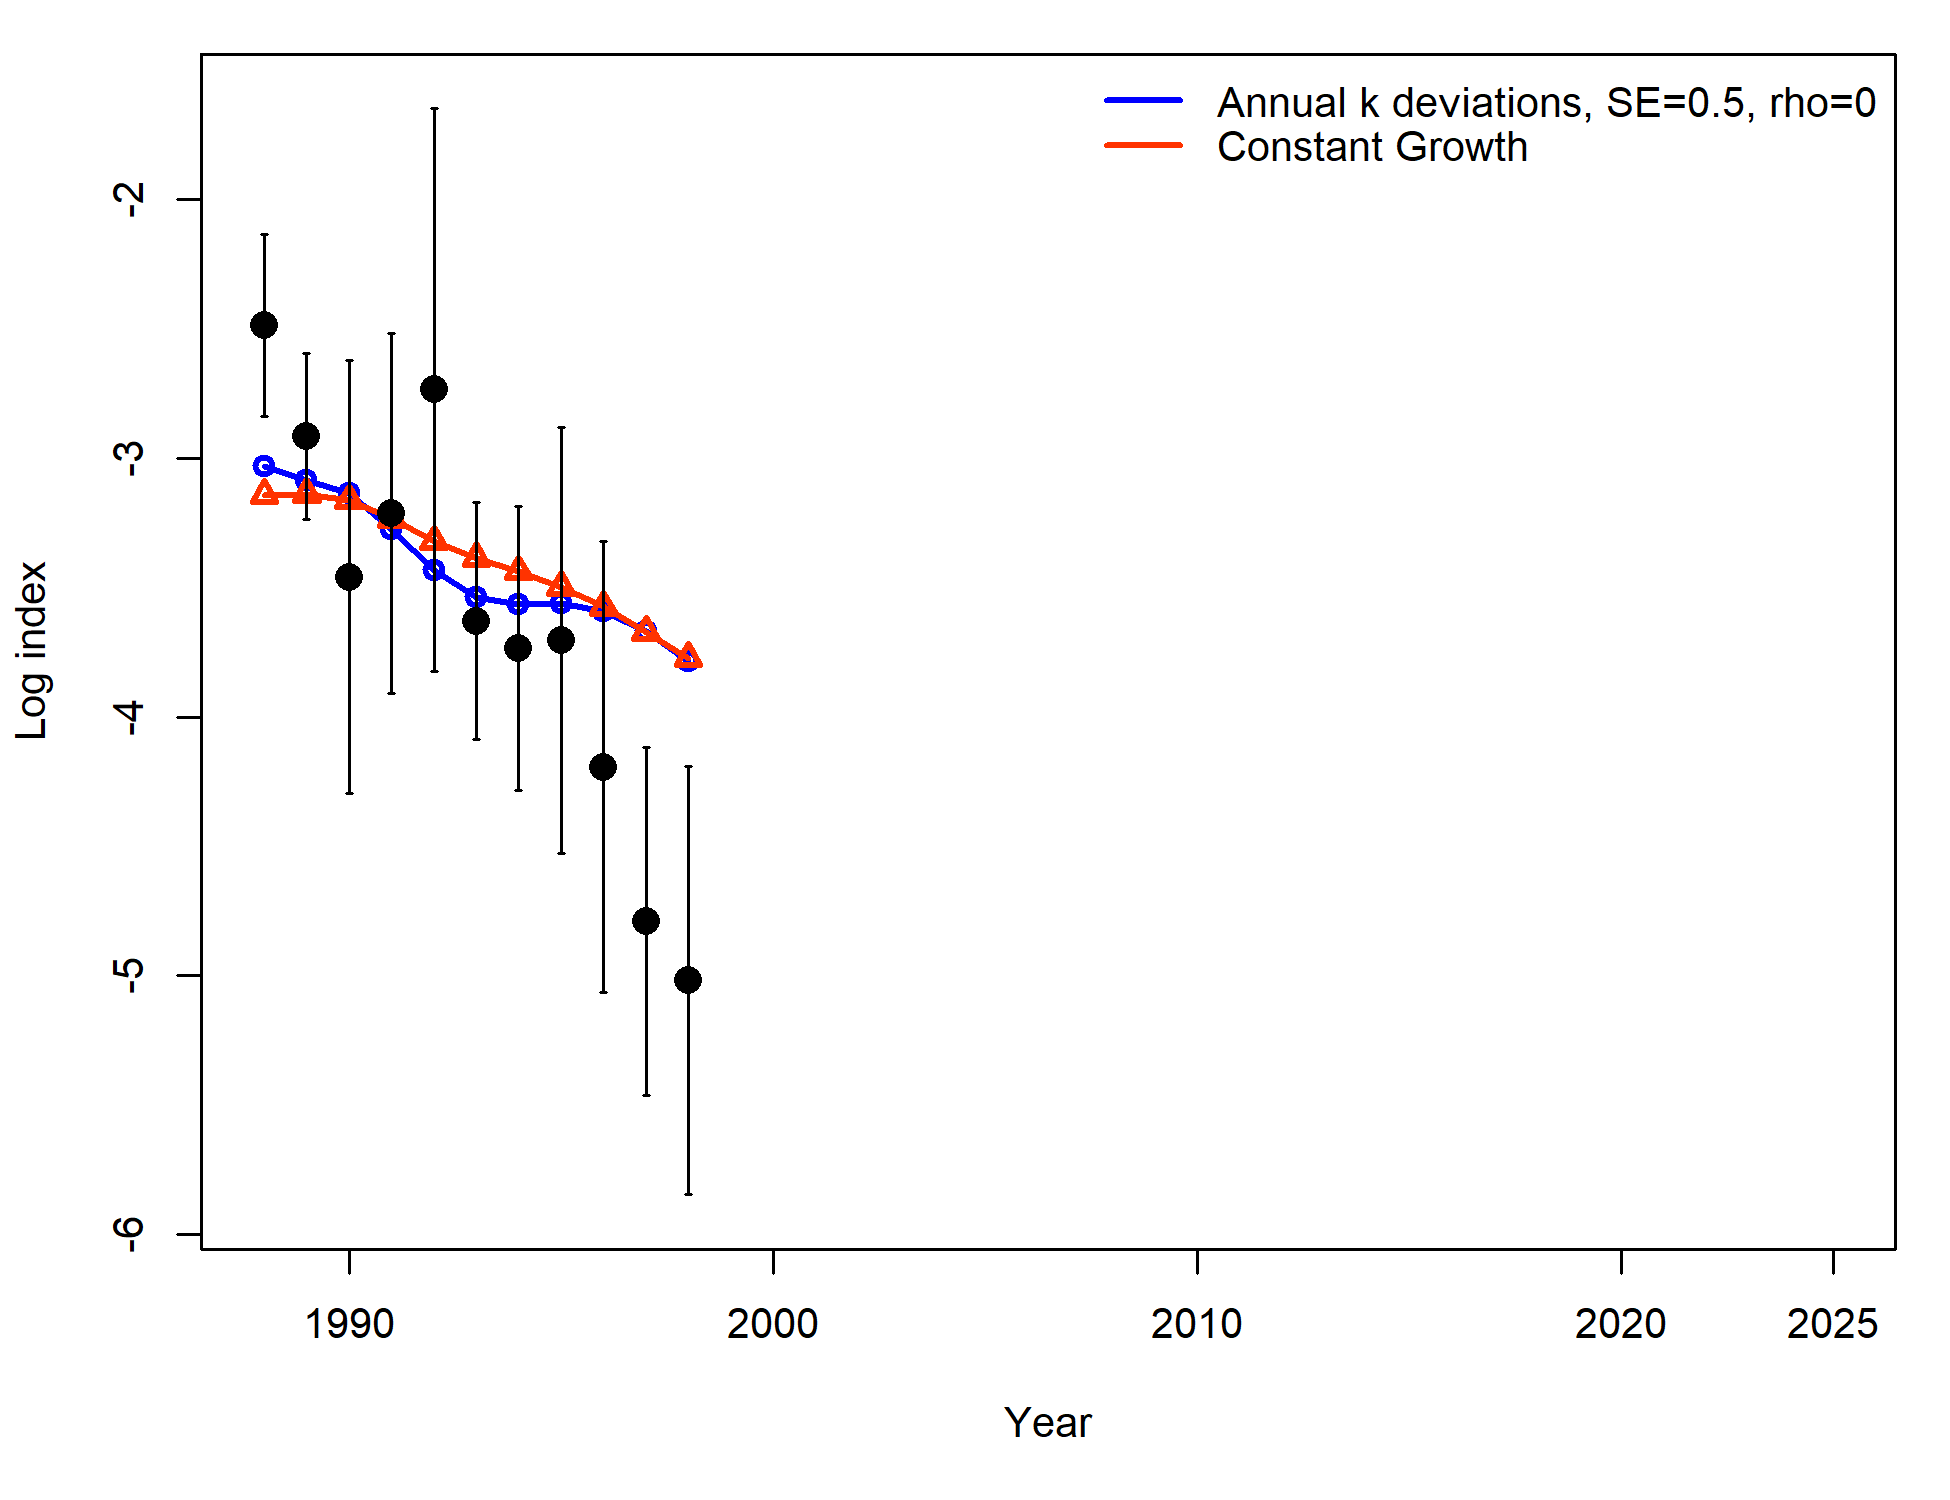 Annual k deviations, SE=0.5, rho=0
Constant Growth
-2
-3
-4
-5
-6
Log index
1990 2000 2010 2020 2025
Year